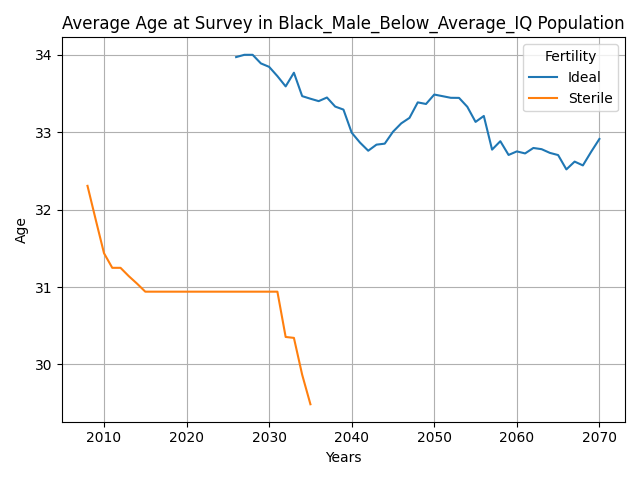 Average Age at Survey in Black_Male_Below_Average_IQ Population
Fertility
Ideal
Sterile
34
33
32
31
30
Age
2010 2020 2030 2040 2050 2060 2070
Years